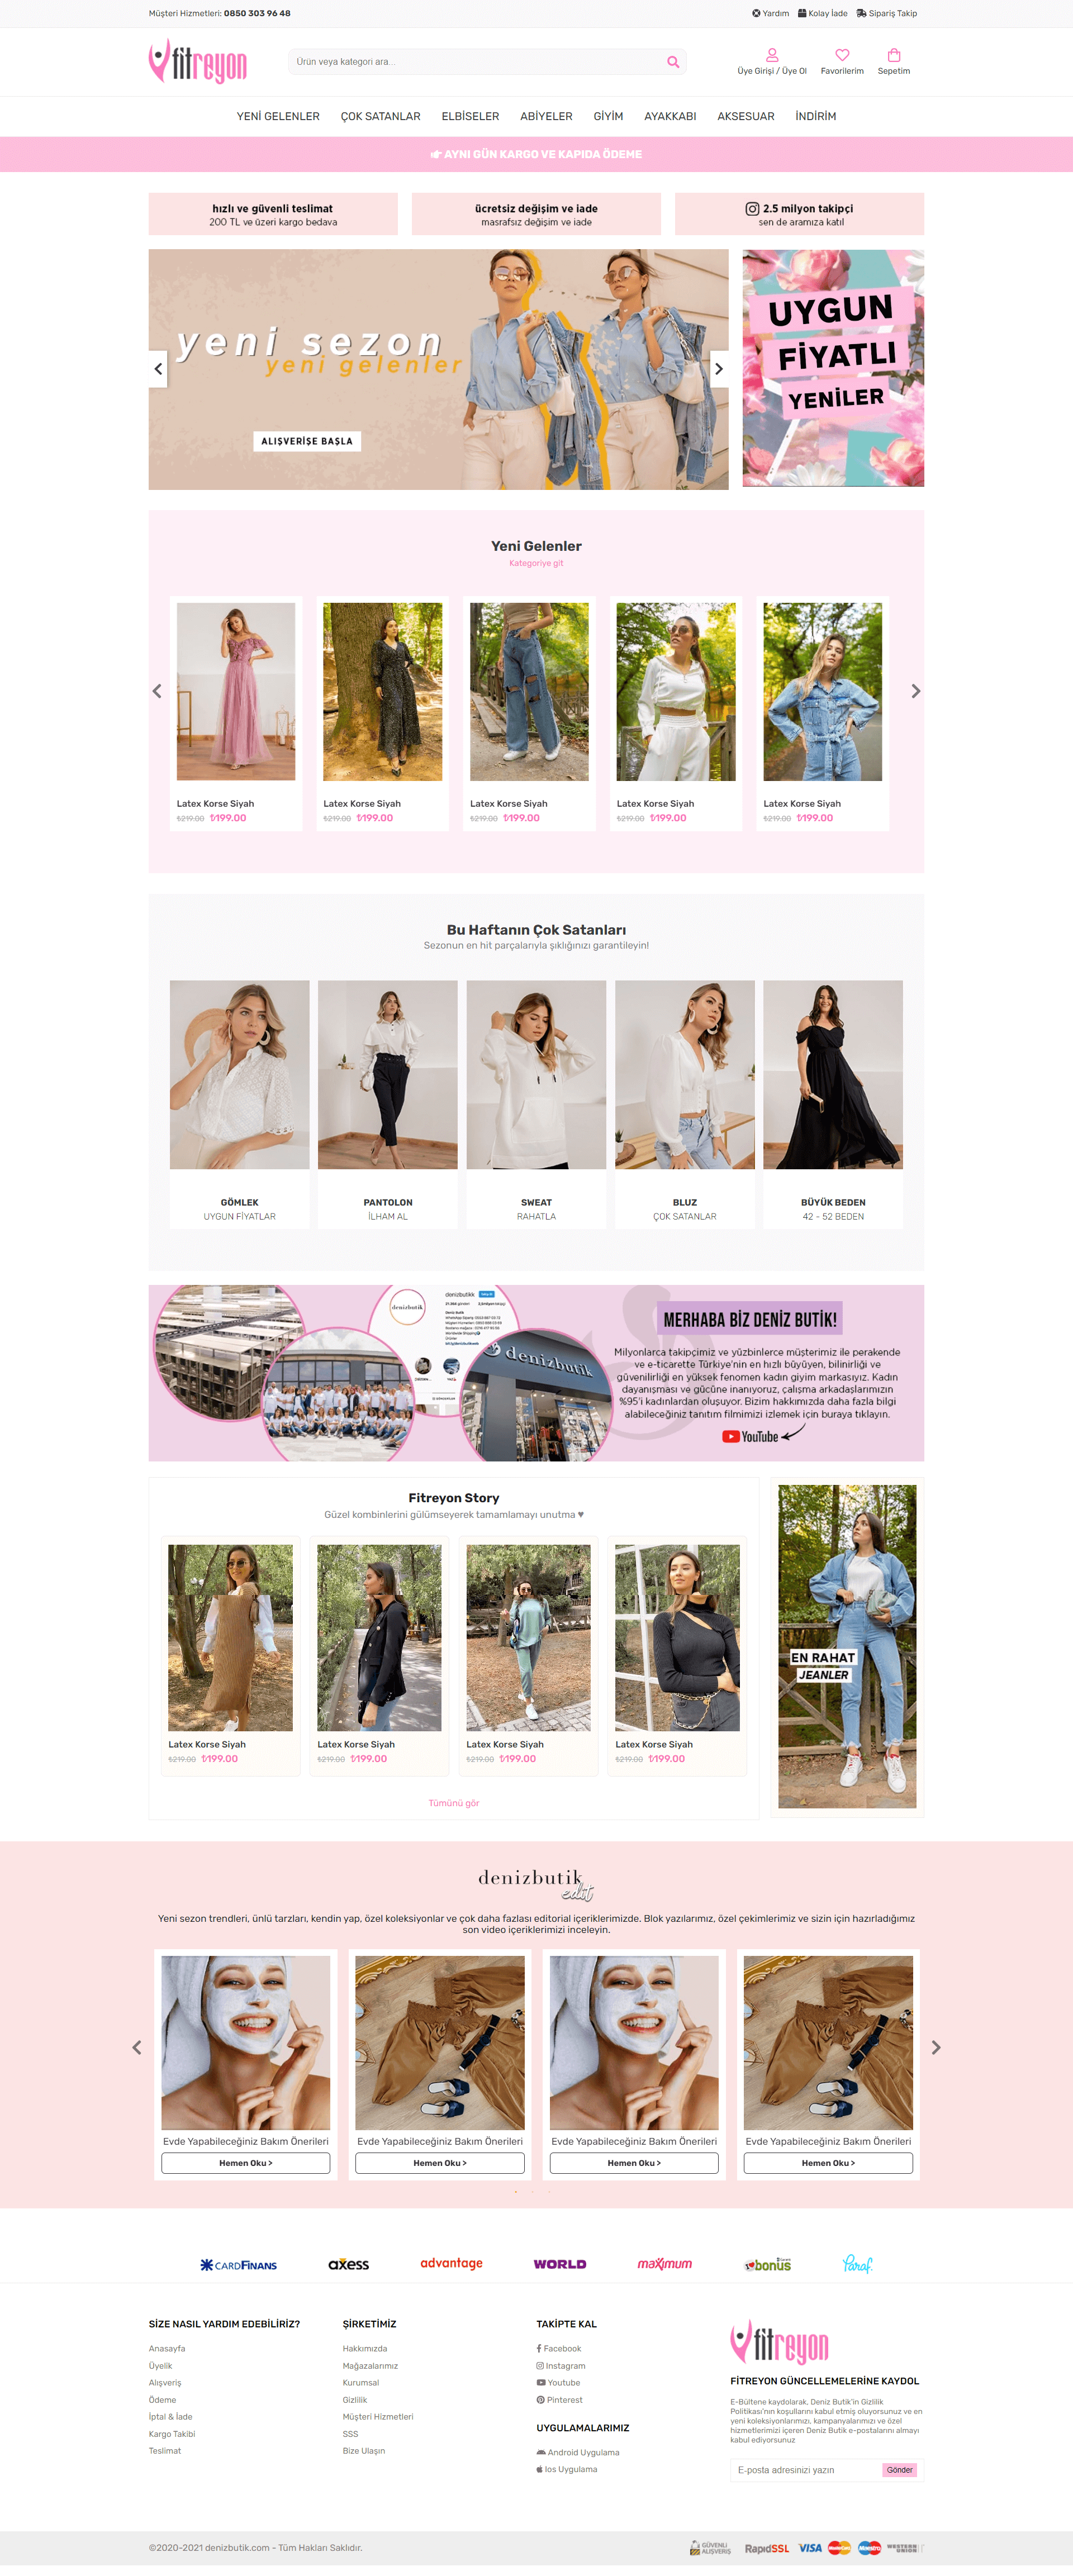 Müşteri Hizmetleri: 0850 303 96 48
Yardım Kolay İade Sipariş Takip
fitreyon
Ürün veya kategori ara...
Üye Girişi / Üye Ol Favorilerim Sepetim
YENİ GELENLER ÇOK SATANLAR ELBİSELER ABİYELER GİYİM AYAKKABI AKSESUAR İNDİRİM
AYNI GÜN KARGO VE KAPIDA ÖDEME
hızlı ve güvenli teslimat
200 TL ve üzeri kargo bedava
ücretsiz değişim ve iade
masrafsız değişim ve iade
2.5 milyon takipçi
sen de aramıza katıl
yeni sezon
yeni gelenler
ALIŞVERİŞE BAŞLA
UYGUN
FİYATLI
YENİLER
Yeni Gelenler
Kategoriye git
Latex Korse Siyah
₺219.00 ₺199.00
Latex Korse Siyah
₺219.00 ₺199.00
Latex Korse Siyah
₺219.00 ₺199.00
Latex Korse Siyah
₺219.00 ₺199.00
Latex Korse Siyah
₺219.00 ₺199.00
Bu Haftanın Çok Satanları
Sezonun en hit parçalarıyla şıklığınızı garantileyin!
GÖMLEK
UYGUN FİYATLAR
PANTOLON
İLHAM AL
SWEAT
RAHATLA
BLUZ
ÇOK SATANLAR
BÜYÜK BEDEN
42 - 52 BEDEN
denizbutik
denizbutikk
denizbutik
MERHABA BİZ DENİZ BUTİK!
Milyonlarca takipçimiz ve yüzbinlerce müşterimiz ile perakende
ve e-ticarette Türkiye'nin en hızlı büyüyen, bilinirliği ve
güvenilirliği en yüksek fenomen kadın giyim markasıyız. Kadın
dayanışması ve gücüne inanıyoruz, çalışma arkadaşlarımızın
%95'i kadınlardan oluşuyor. Bizim hakkımızda daha fazla bilgi
alabileceğiniz tanıtım filmimizi izlemek için buraya tıklayın.
YouTube
Fitreyon Story
Güzel kombinlerini gülümseyerek tamamlamayı unutma ♥
Latex Korse Siyah
₺219.00 ₺199.00
Latex Korse Siyah
₺219.00 ₺199.00
Latex Korse Siyah
₺219.00 ₺199.00
Latex Korse Siyah
₺219.00 ₺199.00
Tümünü gör
EN RAHAT
JEANLER
denizbutik
edit
Yeni sezon trendleri, ünlü tarzları, kendin yap, özel koleksiyonlar ve çok daha fazlası editorial içeriklerimizde. Blok yazılarımız, özel çekimlerimiz ve sizin için hazırladığımız
son video içeriklerimizi inceleyin.
Evde Yapabileceğiniz Bakım Önerileri
Hemen Oku >
Evde Yapabileceğiniz Bakım Önerileri
Hemen Oku >
Evde Yapabileceğiniz Bakım Önerileri
Hemen Oku >
Evde Yapabileceğiniz Bakım Önerileri
Hemen Oku >
CARDFINANS axess advantage WORLD maximum bonus Paraf
SİZE NASIL YARDIM EDEBİLİRİZ?
Anasayfa
Üyelik
Alışveriş
Ödeme
İptal & İade
Kargo Takibi
Teslimat
ŞİRKETİMİZ
Hakkımızda
Mağazalarımız
Kurumsal
Gizlilik
Müşteri Hizmetleri
SSS
Bize Ulaşın
TAKİPTE KAL
Facebook
Instagram
Youtube
Pinterest
UYGULAMALARIMIZ
Android Uygulama
Ios Uygulama
fitreyon
FİTREYON GÜNCELLEMELERİNE KAYDOL
E-Bültene kaydolarak, Deniz Butik'in Gizlilik
Politikası'nın koşullarını kabul etmiş oluyorsunuz ve en
yeni koleksiyonlarımızı, kampanyalarımızı ve özel
hizmetlerimizi içeren Deniz Butik e-postalarını almayı
kabul ediyorsunuz
E-posta adresinizi yazın Gönder
©2020-2021 denizbutik.com - Tüm Hakları Saklıdır.
GÜVENLİ
ALIŞVERİŞ
RapidSSL VISA MasterCard Maestro WESTERN
UNION